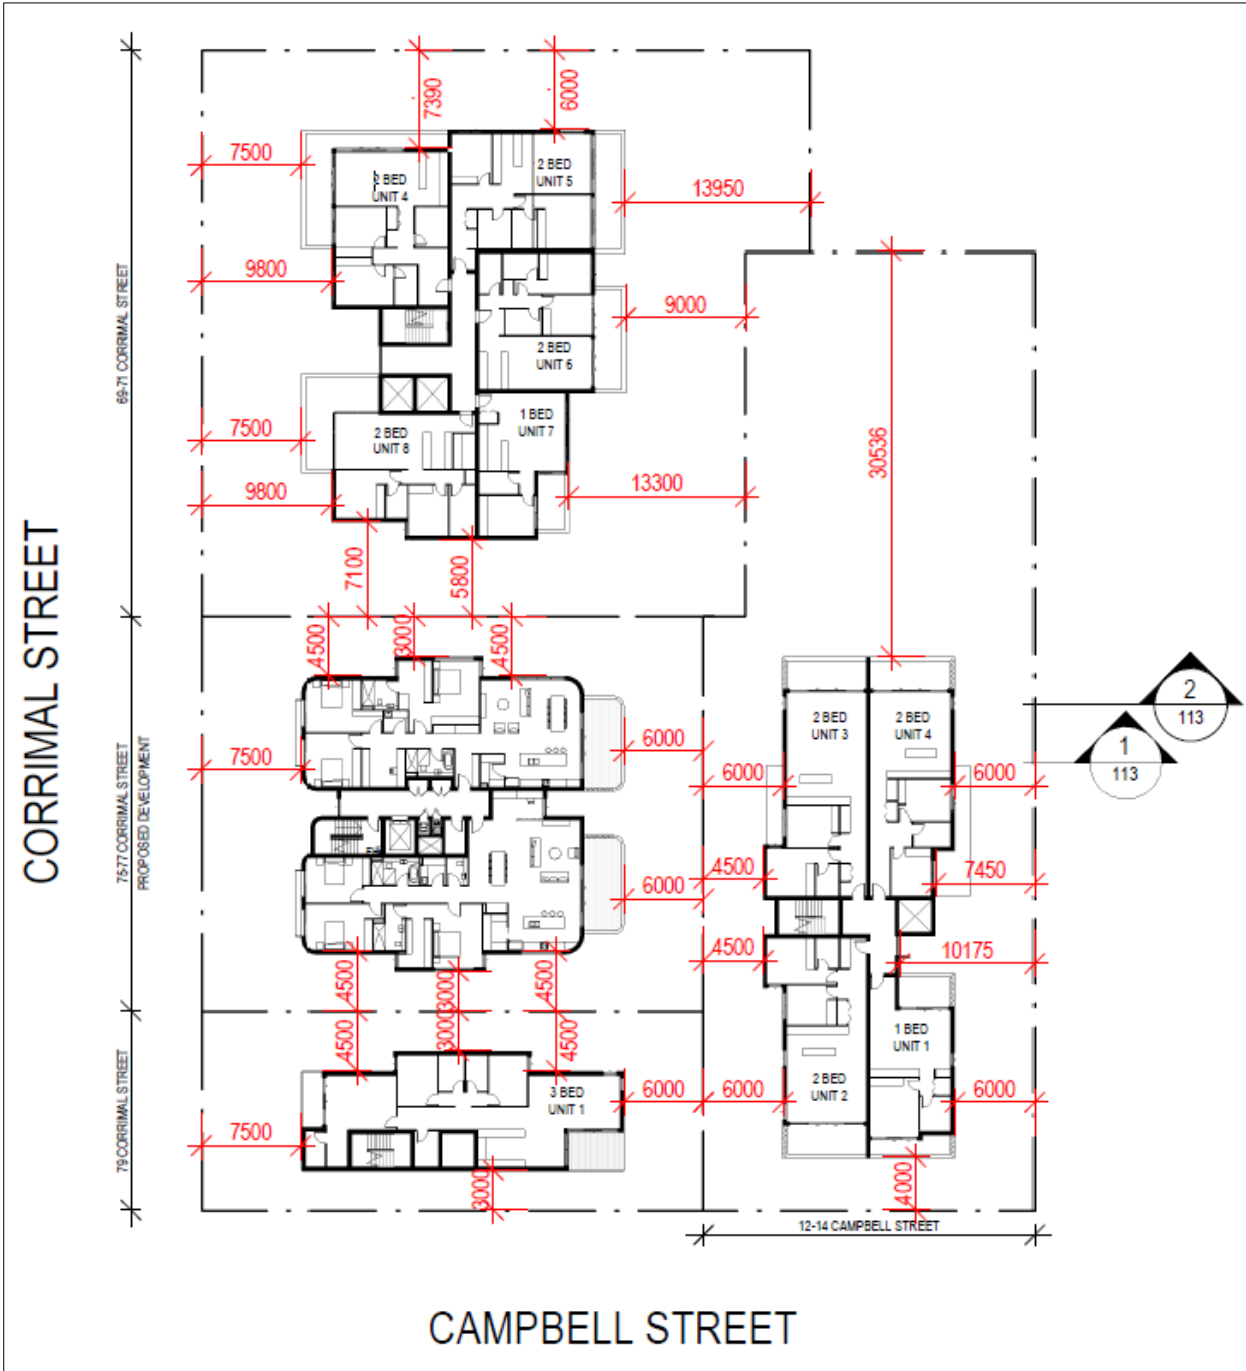 7390
6000
7500
2 BED
UNIT 4
2 BED
UNIT 5
13950
9800
69-71 CORRIMAL STREET
9000
2 BED
UNIT 6
7500
2 BED
UNIT 8
1 BED
UNIT 7
30536
9800
13300
7100
5800
CORRIMAL STREET
4500
3000
4500
75-77 CORRIMAL STREET
PROPOSED DEVELOPMENT
7500
6000
6000
2 BED
UNIT 3
2 BED
UNIT 4
6000
6000
2
113
1
113
4500
7450
4500
10175
4500
3000
4500
4500
3000
4500
79 CORRIMAL STREET
3 BED
UNIT 1
6000
6000
2 BED
UNIT 2
1 BED
UNIT 1
6000
7500
3000
4000
12-14 CAMPBELL STREET
CAMPBELL STREET